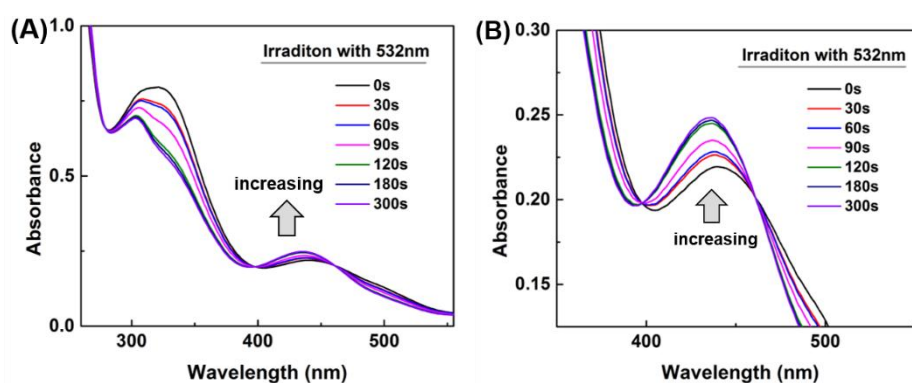 (A)
Irraditon with 532nm
0s
30s
60s
90s
120s
180s
300s
increasing
1.0
0.5
0.0
300
400
500
Absorbance
Wavelength (nm)
(B)
Irraditon with 532nm
0s
30s
60s
90s
120s
180s
300s
increasing
0.30
0.25
0.20
0.15
400
500
Absorbance
Wavelength (nm)